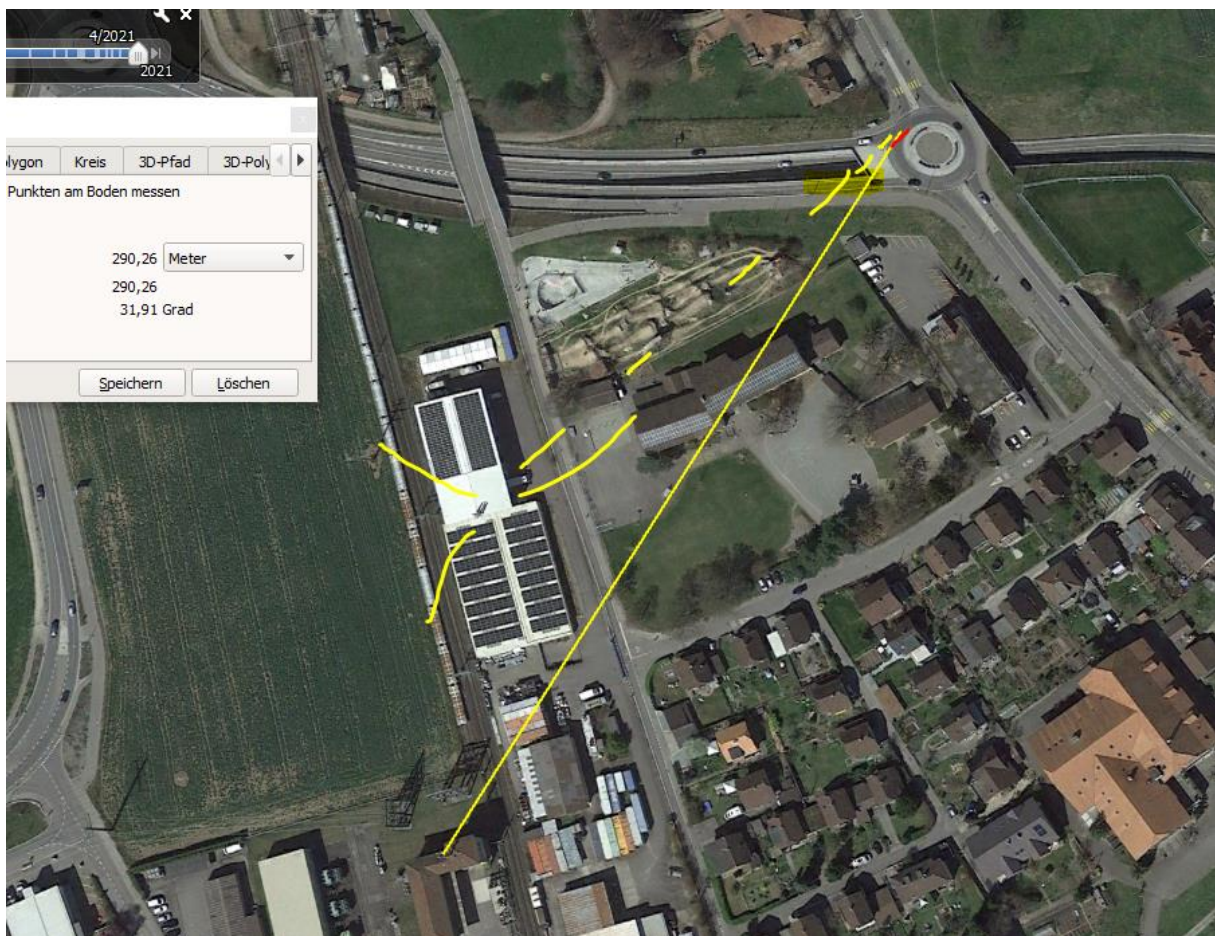 4/2021
2021
olygon Kreis 3D-Pfad 3D-Poly
Punkten am Boden messen
290,26 Meter
290,26
31,91 Grad
Speichern Löschen